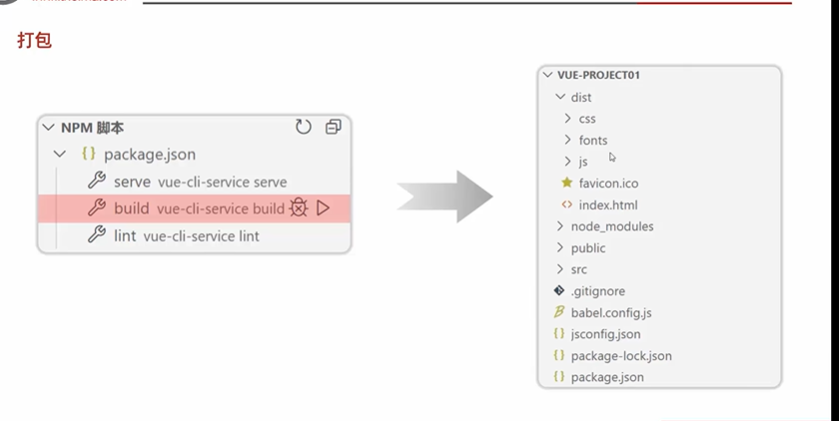 打包
NPM 脚本
package.json
serve vue-cli-service serve
build vue-cli-service build
lint vue-cli-service lint
VUE-PROJECT01
dist
css
fonts
js
favicon.ico
index.html
node_modules
public
src
.gitignore
babel.config.js
jsconfig.json
package-lock.json
package.json